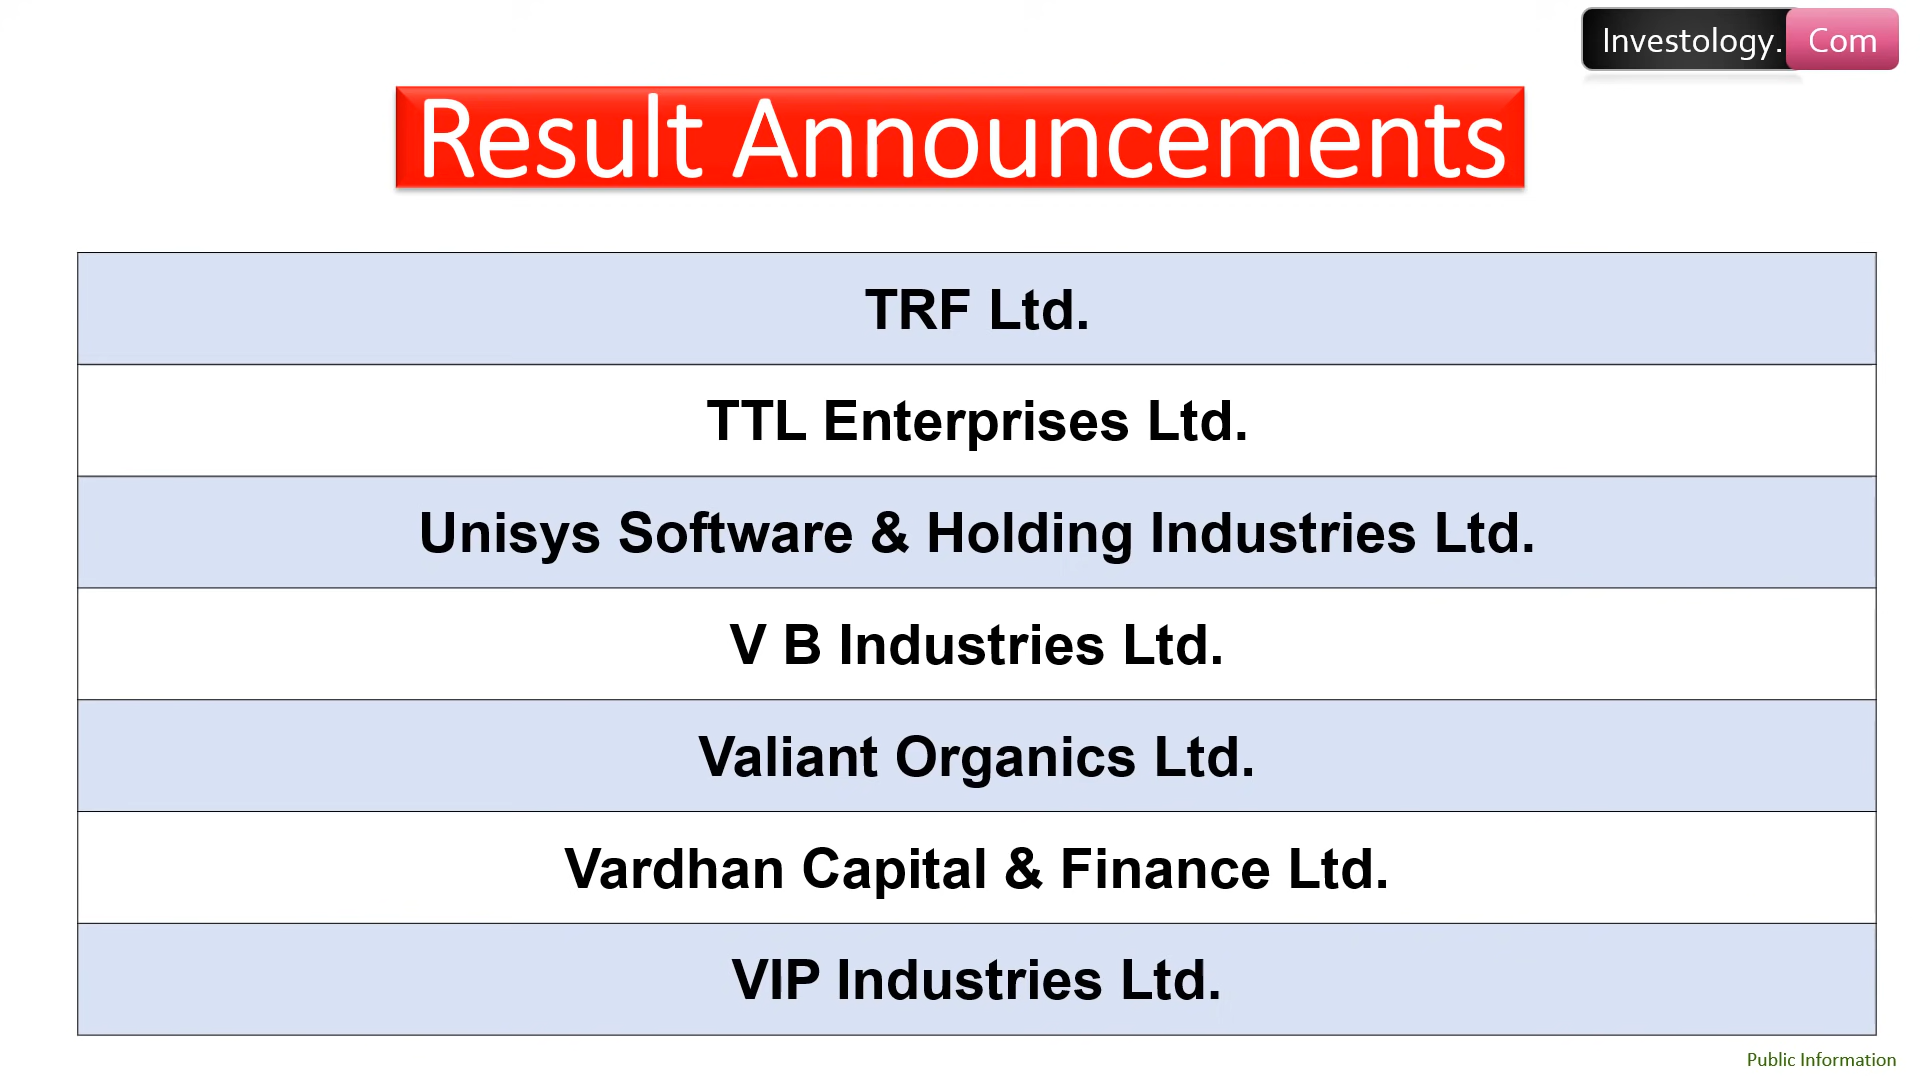 Investology. Com
Result Announcements
TRF Ltd.
TTL Enterprises Ltd.
Unisys Software & Holding Industries Ltd.
V B Industries Ltd.
Valiant Organics Ltd.
Vardhan Capital & Finance Ltd.
VIP Industries Ltd.
Public Information